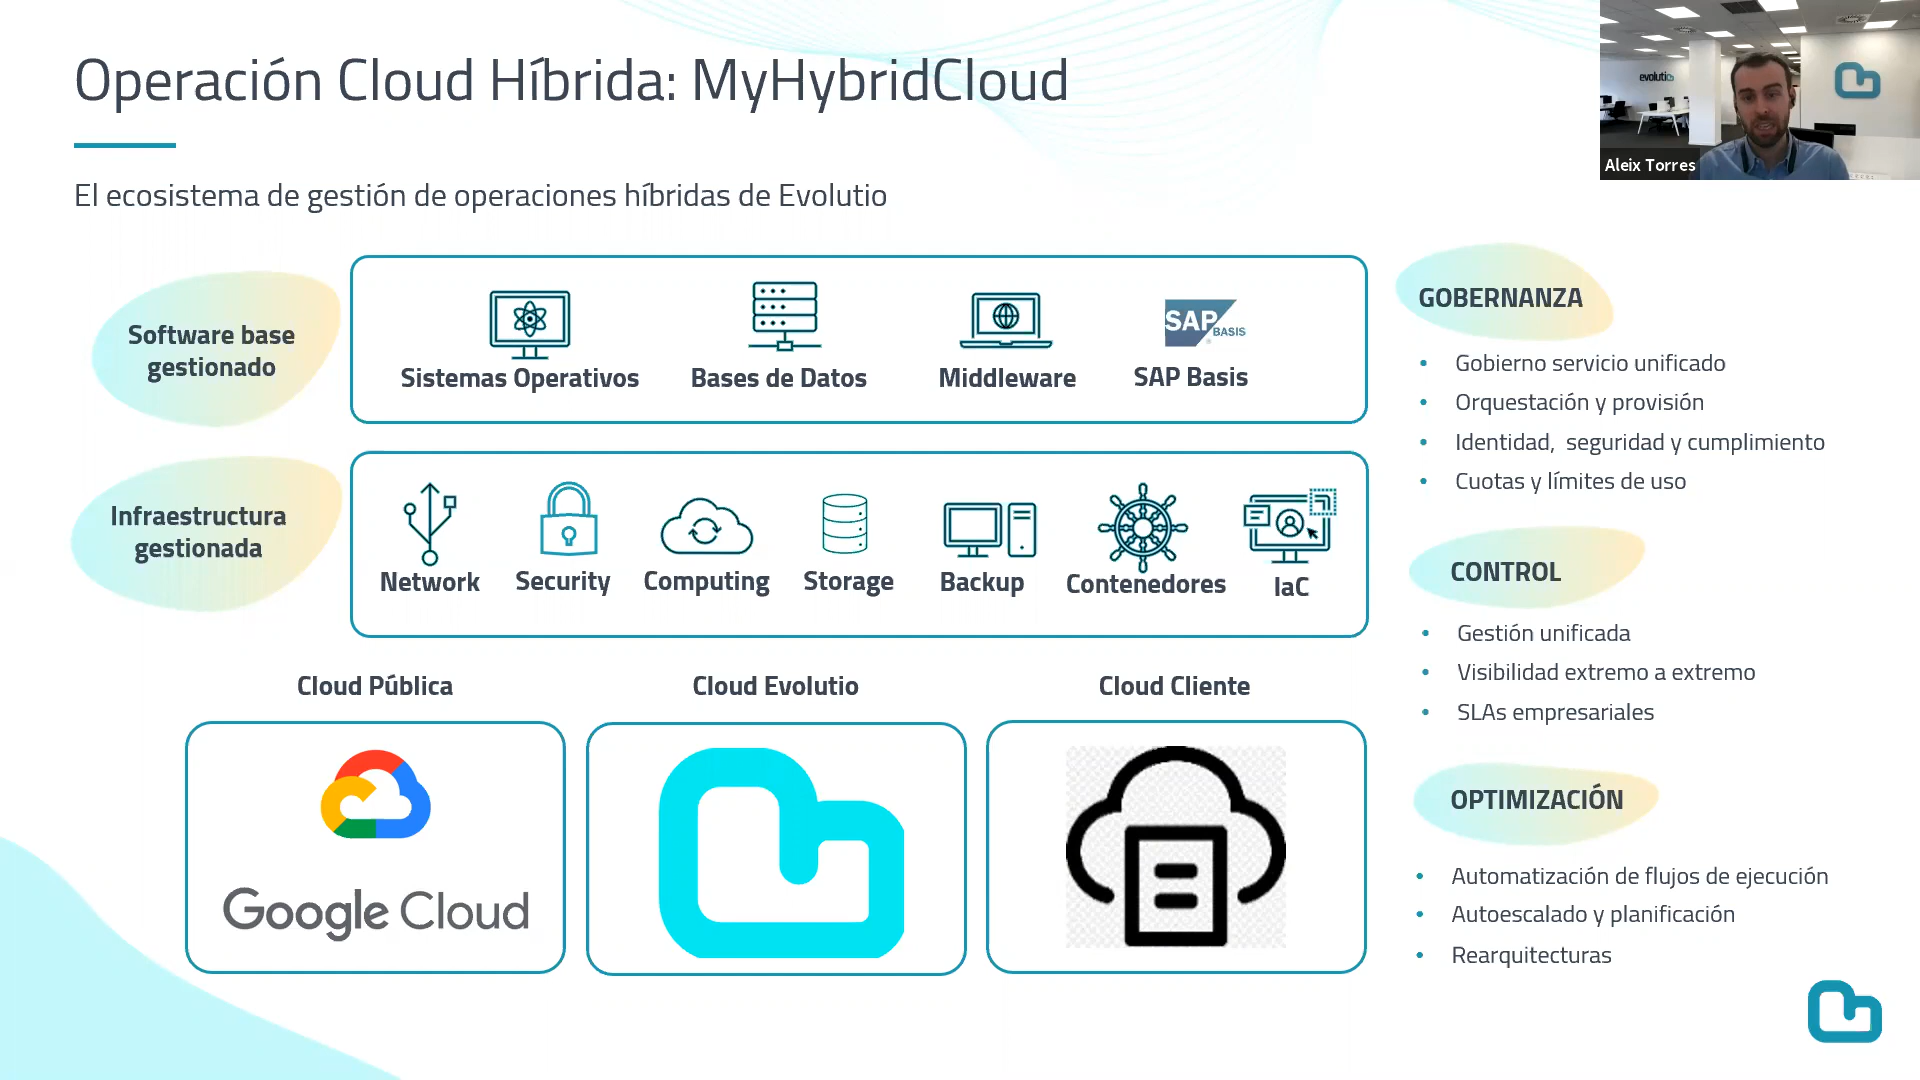 Operación Cloud Híbrida: MyHybridCloud
El ecosistema de gestión de operaciones híbridas de Evolutio
evolutio
Aleix Torres
Software base
gestionado
Sistemas Operativos
Bases de Datos
Middleware
SAP BASIS
®
SAP Basis
Infraestructura
gestionada
Network
Security
Computing
Storage
Backup
Contenedores
IaC
Cloud Pública
Cloud Evolutio
Cloud Cliente
Google Cloud
GOBERNANZA
• Gobierno servicio unificado
• Orquestación y provisión
• Identidad, seguridad y cumplimiento
• Cuotas y límites de uso
CONTROL
• Gestión unificada
• Visibilidad extremo a extremo
• SLAs empresariales
OPTIMIZACIÓN
• Automatización de flujos de ejecución
• Autoescalado y planificación
• Rearquitecturas